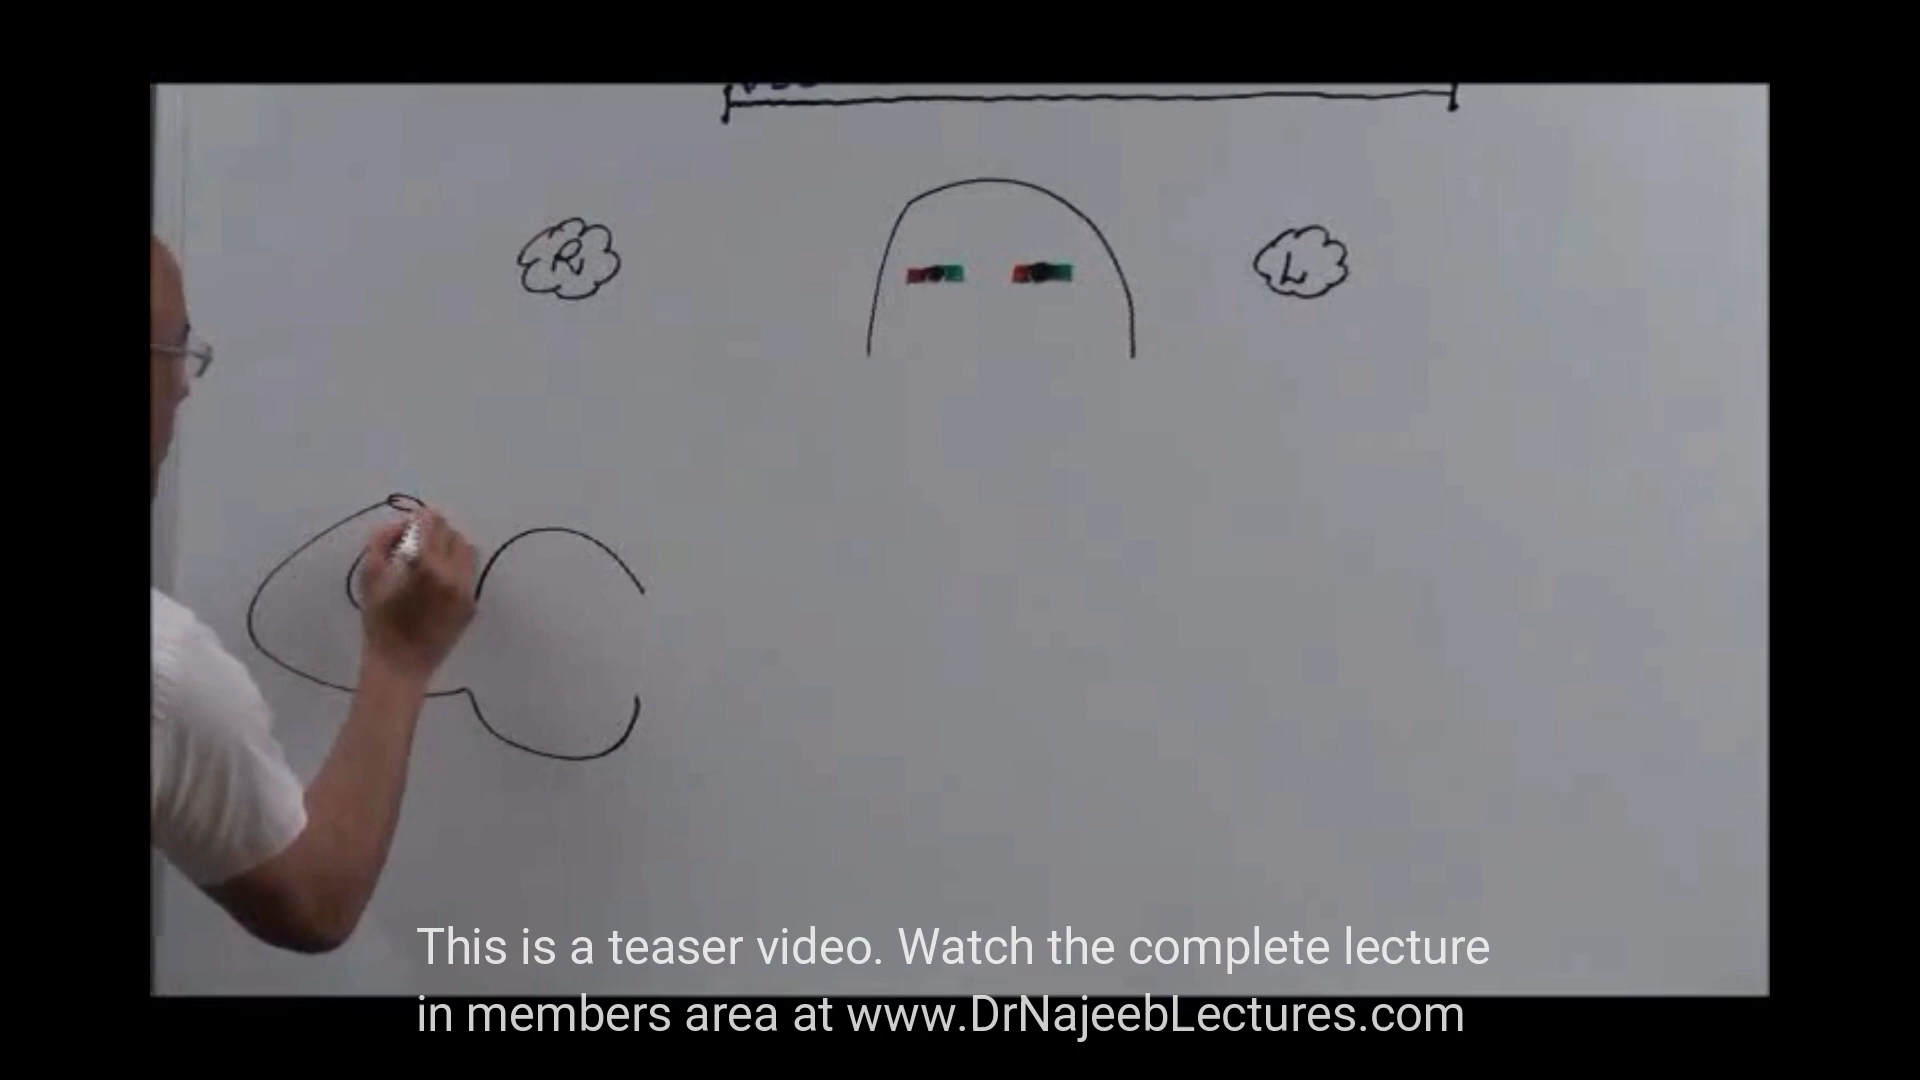 R
L
This is a teaser video. Watch the complete lecture
in members area at www.DrNajeebLectures.com